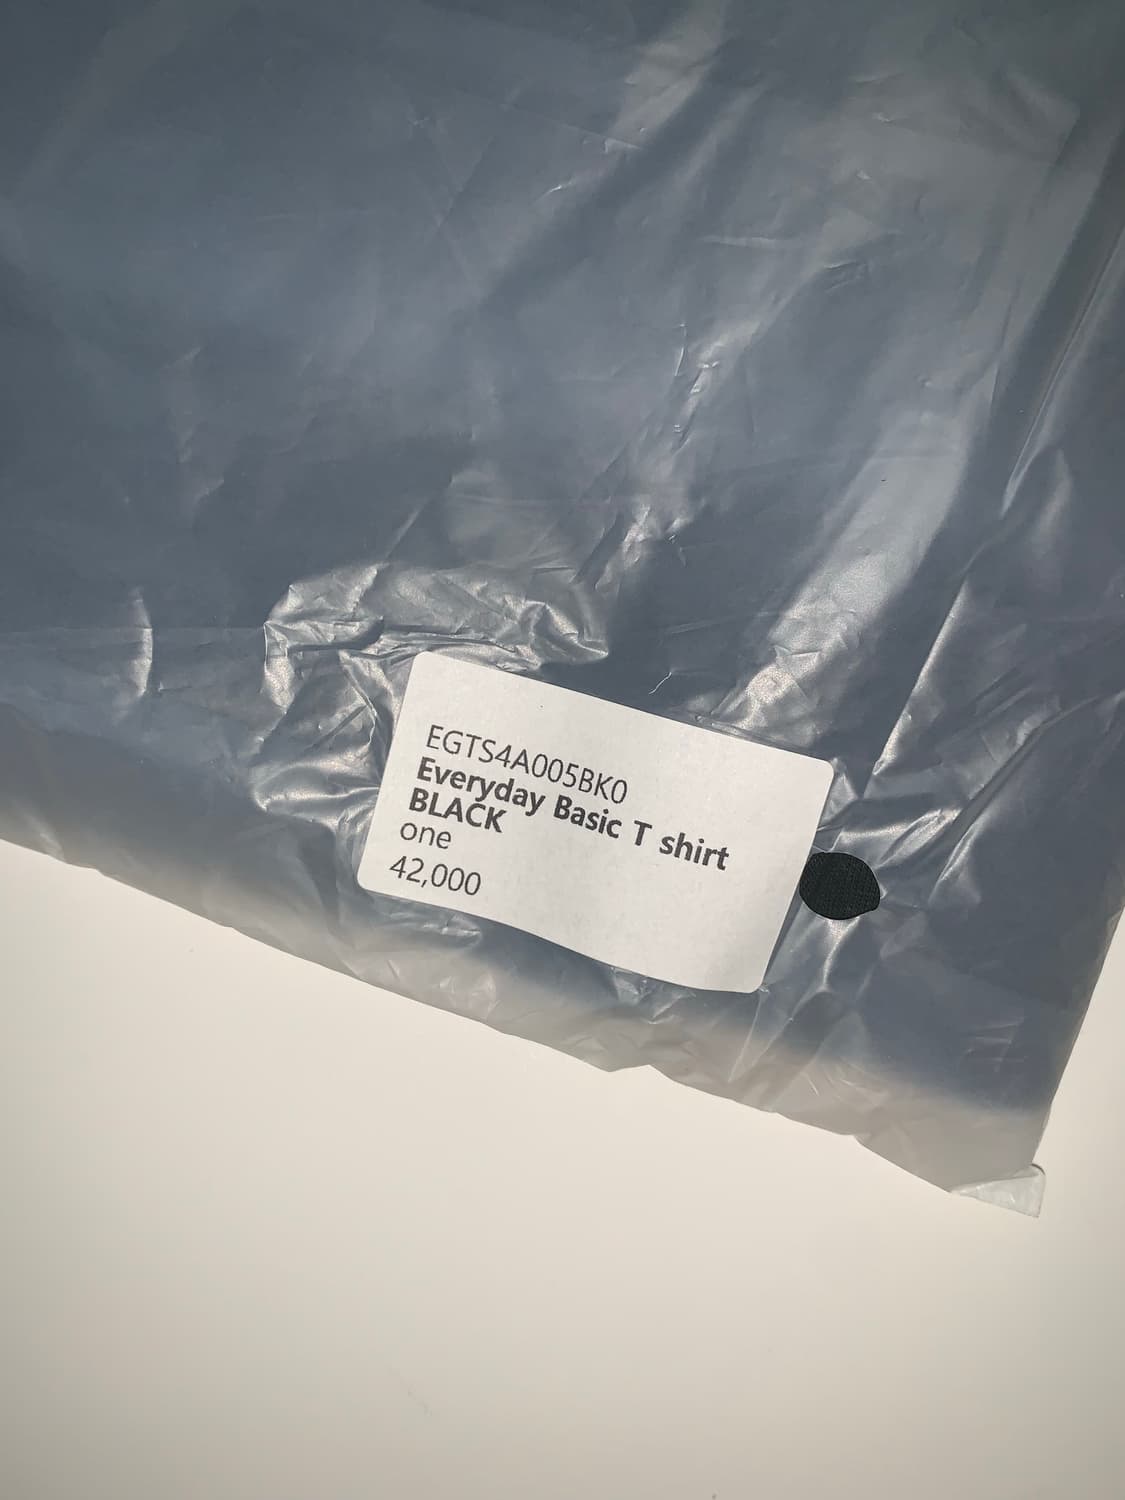 EGTS4A005BK0
Everyday Basic T shirt
BLACK
one
42,000